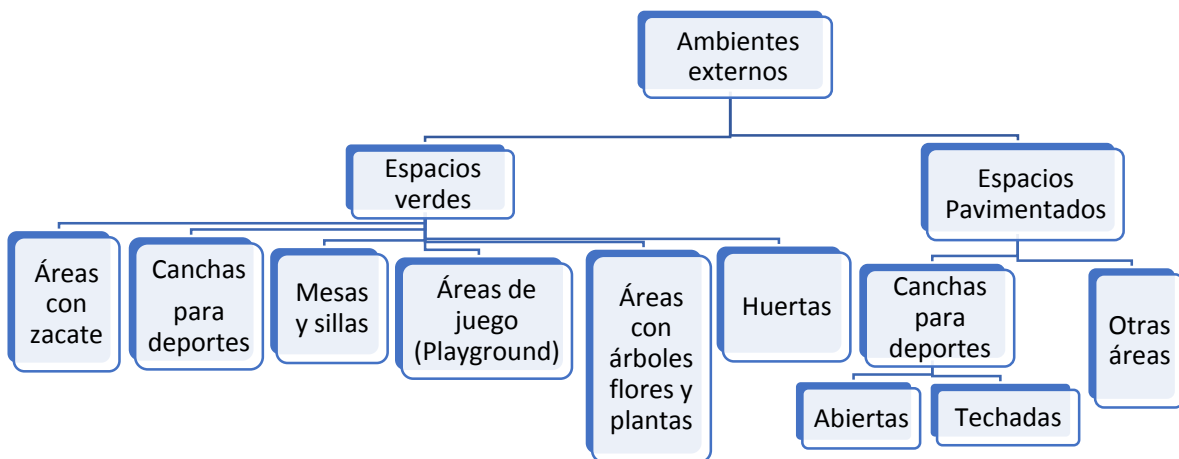 Ambientes
externos
Espacios
verdes
Espacios
Pavimentados
Áreas
con
zacate
Canchas
para
deportes
Mesas
y sillas
Áreas de
juego
(Playground)
Áreas
con
árboles
flores y
plantas
Huertas
Canchas
para
deportes
Otras
áreas
Abiertas
Techadas